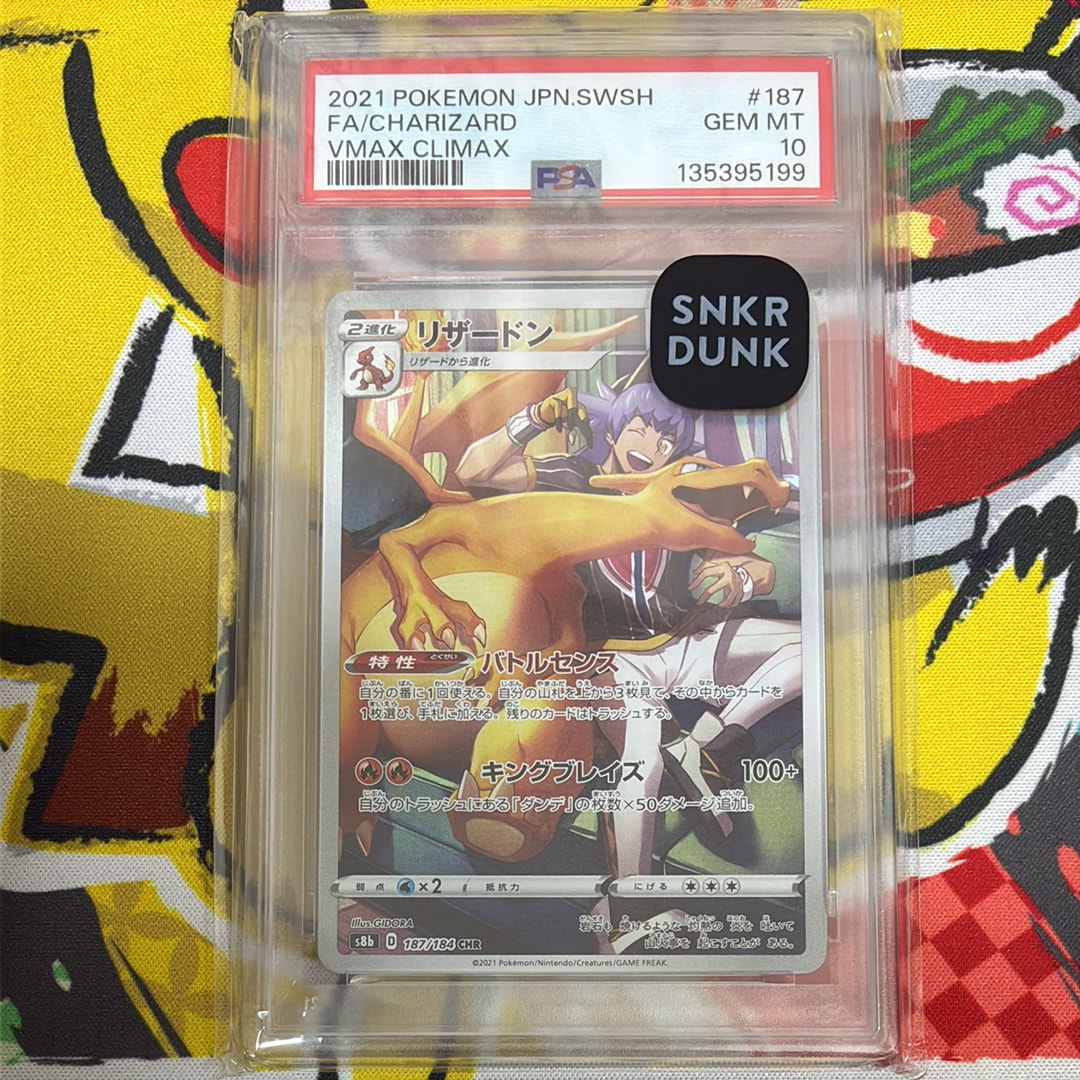 2021 POKEMON JPN.SWSH #187
FA/CHARIZARD GEM MT
VMAX CLIMAX 10
PSA 135395199
SNKR
DUNK
2進化 リザードン
リザードから進化
特性 とくせい バトルセンス
自分の番に1回使える。自分の山札を上から3枚見て、その中からカードを
1枚選び、手札に加える。残りのカードはトラッシュする。
キングブレイズ 100+
自分のトラッシュにある「ダンデ」の枚数×50ダメージ追加。
弱点 ×2 抵抗力 にげる
Illus.GIDORA
岩石も 焼けるような 灼熱の 炎を 吐いて
山火事を 起こすことが ある。
s8b D 187/184 CHR
©2021 Pokémon/Nintendo/Creatures/GAME FREAK.